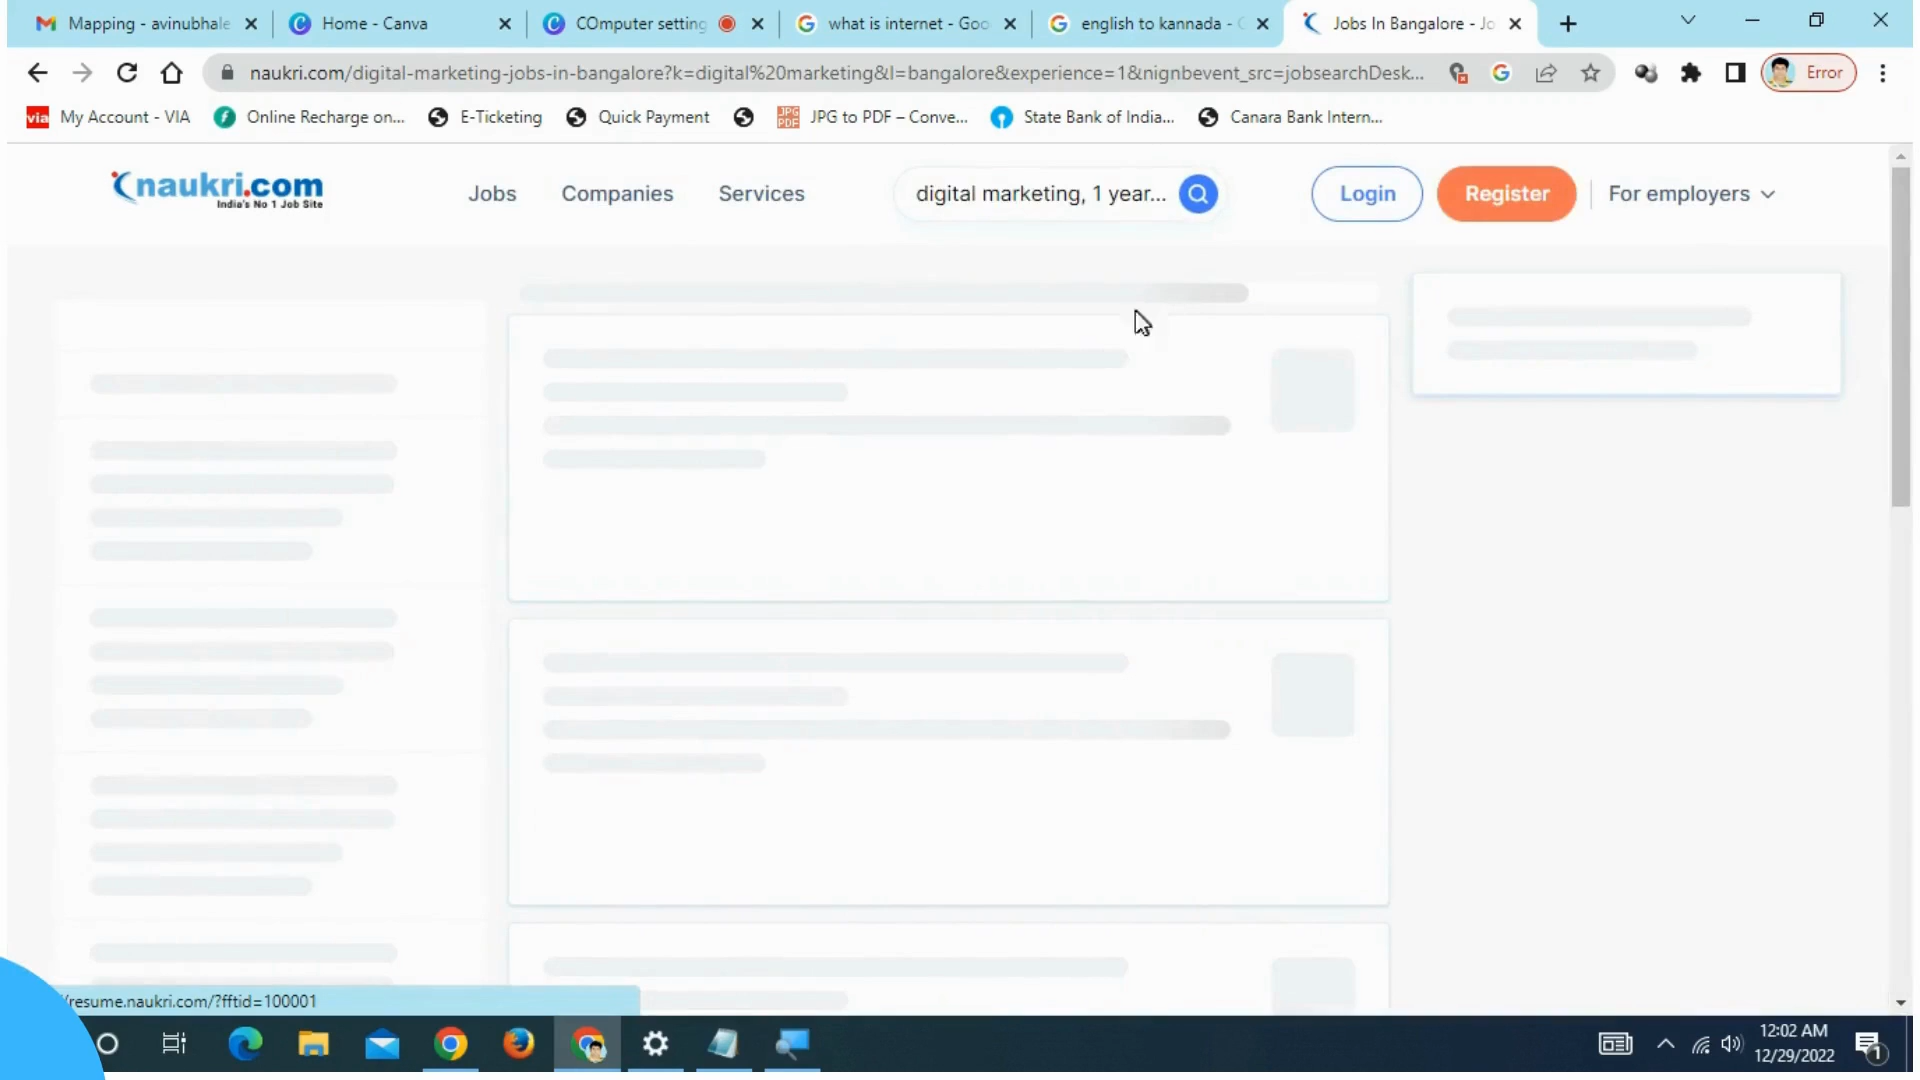 Mapping - avinubhale
Home - Canva
COmputer setting
what is internet - Goo
english to kannada - G
Jobs In Bangalore - Jo
naukri.com/digital-marketing-jobs-in-bangalore?k=digital%20marketing&l=bangalore&experience=1&nignbevent_src=jobsearchDesk...
Error
via My Account - VIA
Online Recharge on...
E-Ticketing
Quick Payment
JPG PDF JPG to PDF – Conve...
State Bank of India...
Canara Bank Intern...
naukri.com
India's No 1 Job Site
Jobs
Companies
Services
digital marketing, 1 year...
Login
Register
For employers
/resume.naukri.com/?fftid=100001
12:02 AM
12/29/2022
1